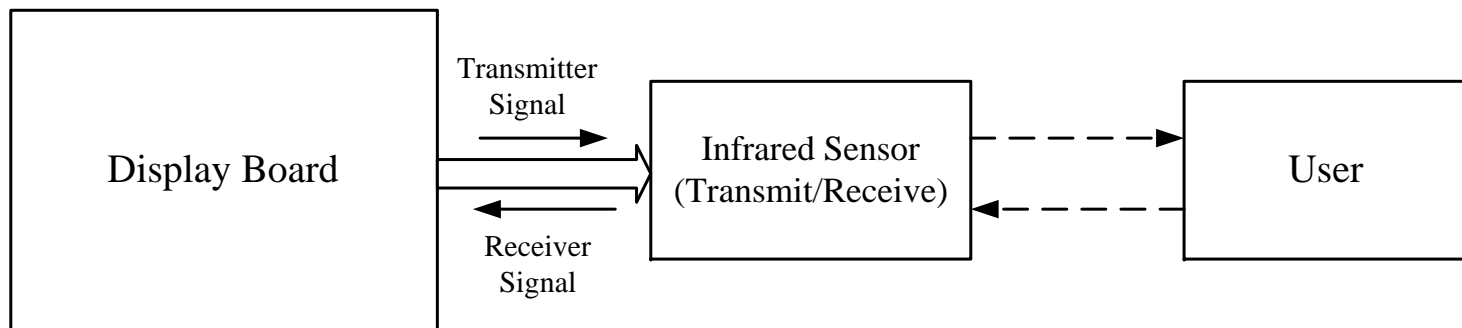 Display Board
Transmitter
Signal
Receiver
Signal
Infrared Sensor
(Transmit/Receive)
User